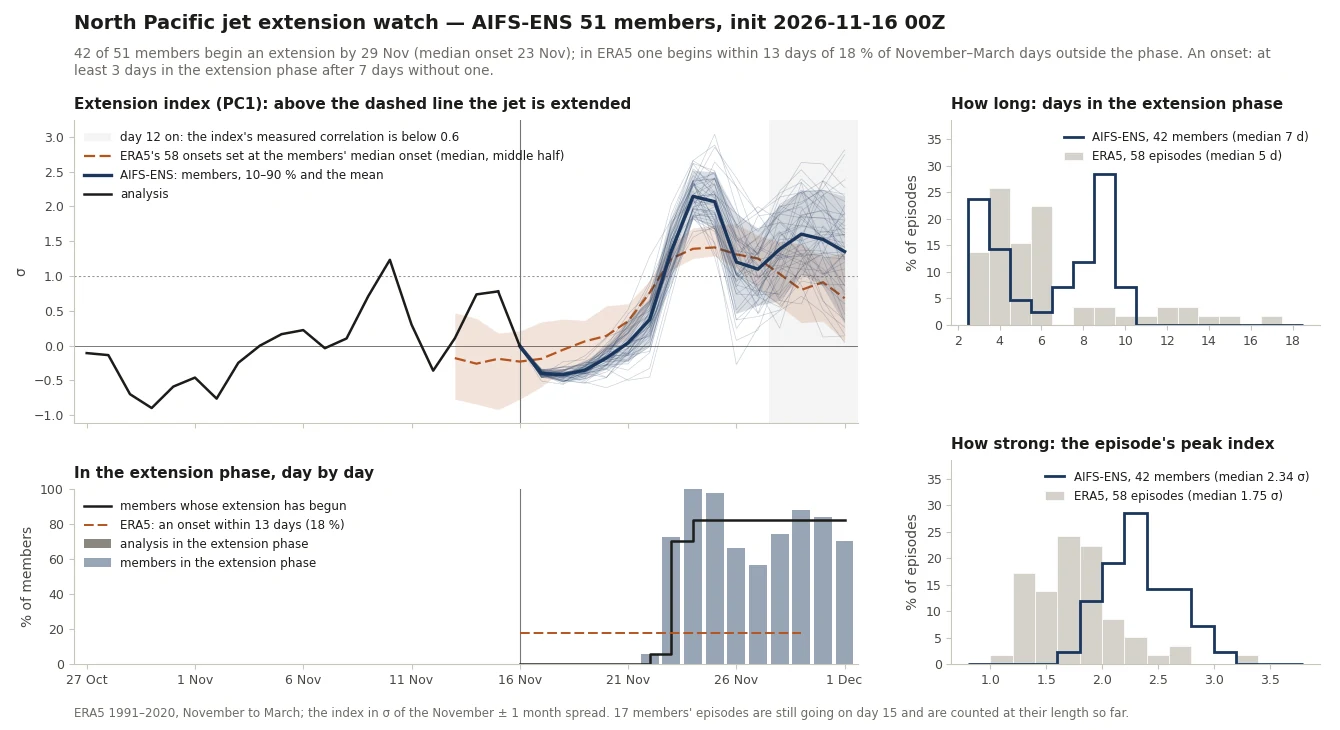 North Pacific jet extension watch — AIFS-ENS 51 members, init 2026-11-16 00Z
42 of 51 members begin an extension by 29 Nov (median onset 23 Nov); in ERA5 one begins within 13 days of 18 % of November–March days outside the phase. An onset: at
least 3 days in the extension phase after 7 days without one.
Extension index (PC1): above the dashed line the jet is extended
3.0
2.5
2.0
1.5
1.0
0.5
0.0
−0.5
−1.0
σ
day 12 on: the index's measured correlation is below 0.6
ERA5's 58 onsets set at the members' median onset (median, middle half)
AIFS-ENS: members, 10–90 % and the mean
analysis
How long: days in the extension phase
35
30
25
20
15
10
5
0
% of episodes
AIFS-ENS, 42 members (median 7 d)
ERA5, 58 episodes (median 5 d)
2 4 6 8 10 12 14 16 18
In the extension phase, day by day
100
80
60
40
20
0
% of members
members whose extension has begun
ERA5: an onset within 13 days (18 %)
analysis in the extension phase
members in the extension phase
27 Oct 1 Nov 6 Nov 11 Nov 16 Nov 21 Nov 26 Nov 1 Dec
How strong: the episode's peak index
35
30
25
20
15
10
5
0
% of episodes
AIFS-ENS, 42 members (median 2.34 σ)
ERA5, 58 episodes (median 1.75 σ)
1.0 1.5 2.0 2.5 3.0 3.5
ERA5 1991–2020, November to March; the index in σ of the November ± 1 month spread. 17 members' episodes are still going on day 15 and are counted at their length so far.